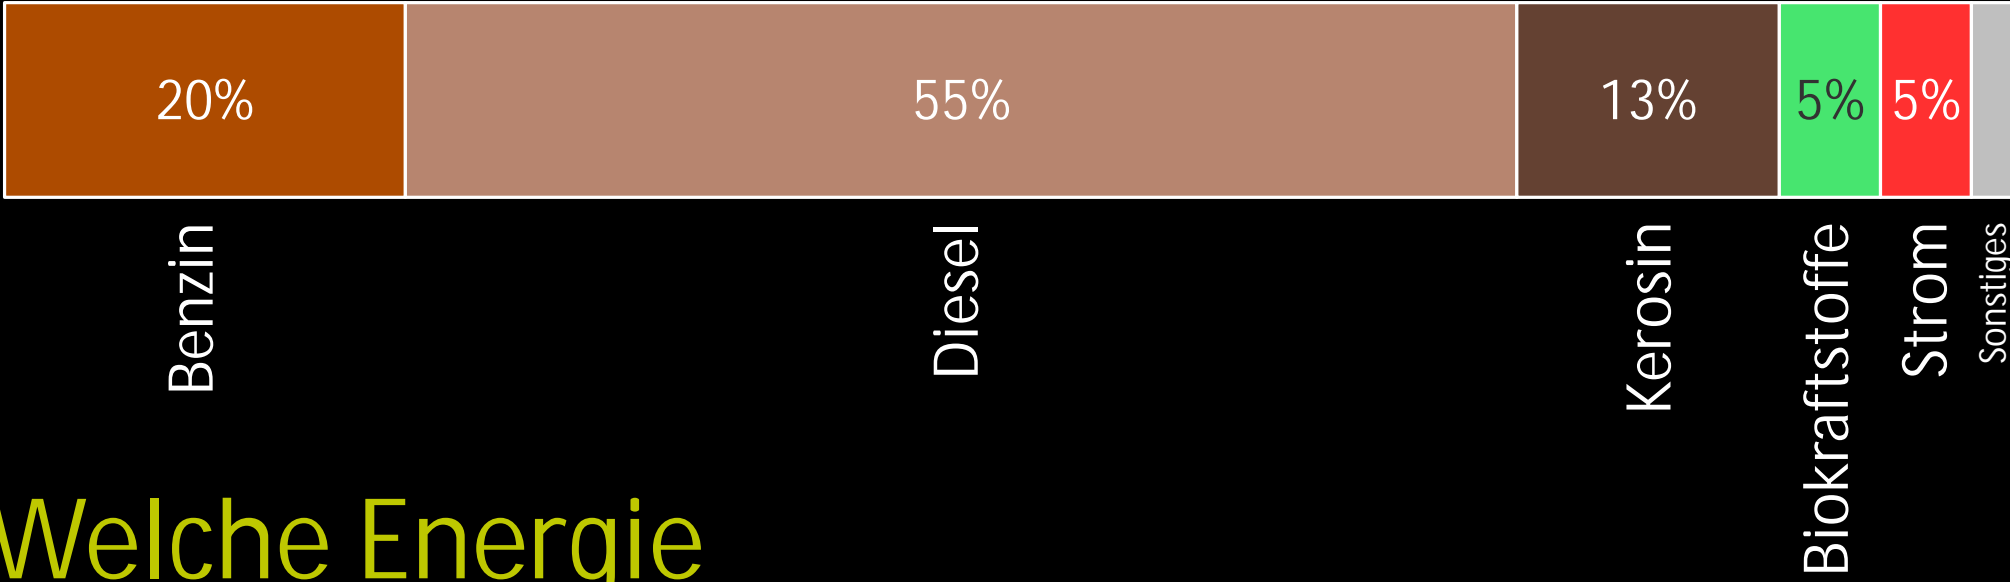 20%
55%
13%
5%
5%
Benzin
Diesel
Kerosin
Biokraftstoffe
Strom
Sonstiges
Welche Energie